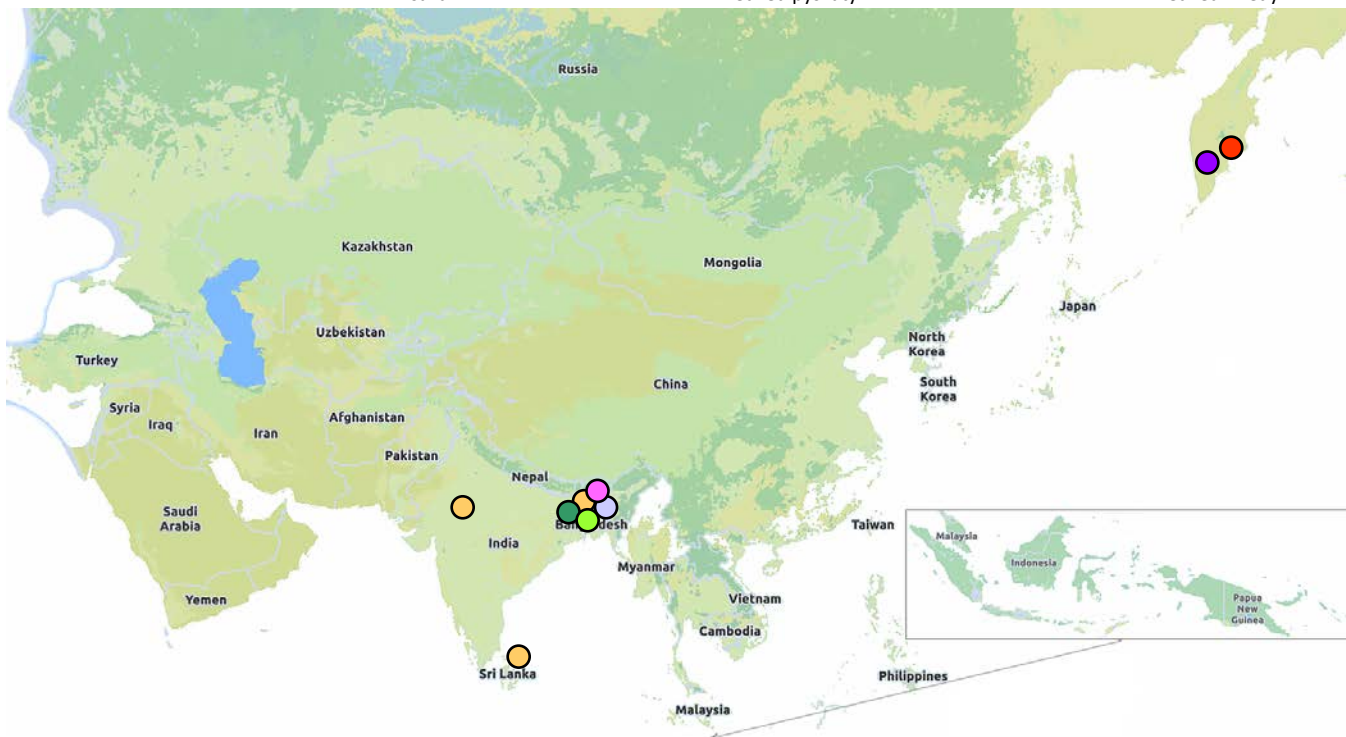 Russia
Kazakhstan
Mongolia
Japan
Uzbekistan
North
Korea
Turkey
China
South
Korea
Syria
Afghanistan
Iraq
Iran
Pakistan
Nepal
Saudi
Arabia
Taiwan
India
Malaysia
Indonesia
Myanmar
Yemen
Vietnam
Papua
New
Guinea
Cambodia
Sri Lanka
Philippines
Malaysia